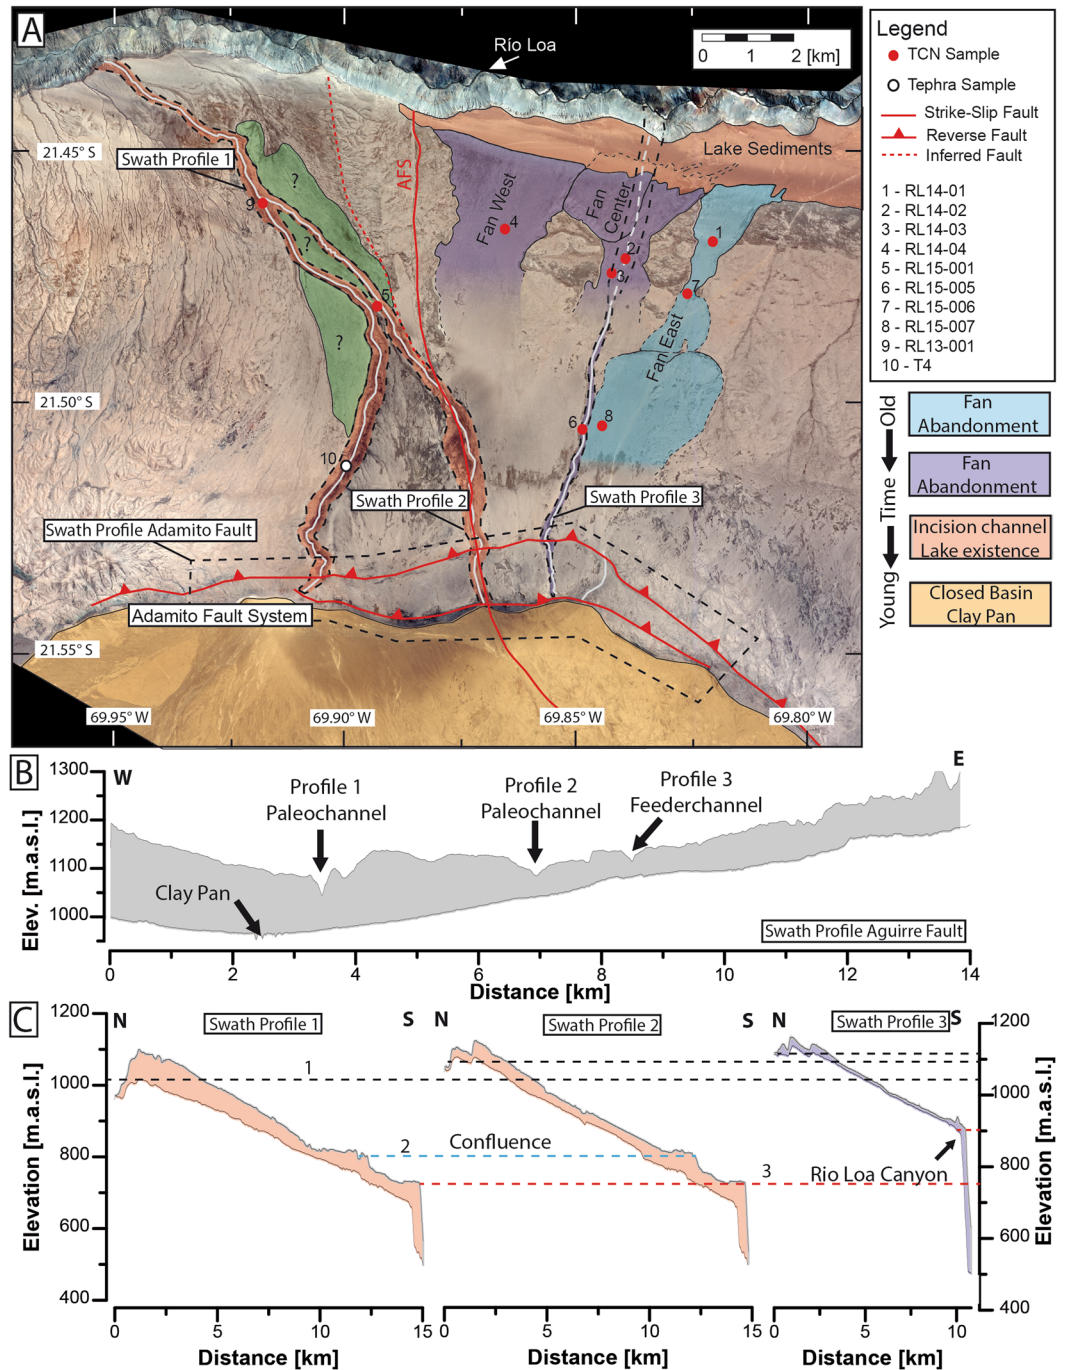 A
Río Loa
0 1 2 [km]
21.45° S
Swath Profile 1
Lake Sediments
AFS
Fan West
Fan Center
Fan East
?
?
?
9
5
4
2
3
1
7
6
8
10
21.50° S
Swath Profile 2
Swath Profile 3
Swath Profile Adamito Fault
Adamito Fault System
21.55° S
69.95° W
69.90° W
69.85° W
69.80° W
Legend
TCN Sample
Tephra Sample
Strike-Slip Fault
Reverse Fault
Inferred Fault
1 - RL14-01
2 - RL14-02
3 - RL14-03
4 - RL14-04
5 - RL15-001
6 - RL15-005
7 - RL15-006
8 - RL15-007
9 - RL13-001
10 - T4
Old
Time
Young
Fan
Abandonment
Fan
Abandonment
Incision channel
Lake existence
Closed Basin
Clay Pan
B
W
E
Profile 1
Paleochannel
Profile 2
Paleochannel
Profile 3
Feederchannel
Clay Pan
Swath Profile Aguirre Fault
Elev. [m.a.s.l.]
1300
1200
1100
1000
0 2 4 6 8 10 12 14
Distance [km]
C
N
Swath Profile 1
S
N
Swath Profile 2
S
N
Swath Profile 3
S
Elevation [m.a.s.l.]
1200
1000
800
600
400
1
2
Confluence
3
Rio Loa Canyon
1200
1000
800
600
400
Elevation [m.a.s.l.]
0 5 10 15
0 5 10 15
0 5 10
Distance [km]
Distance [km]
Distance [km]